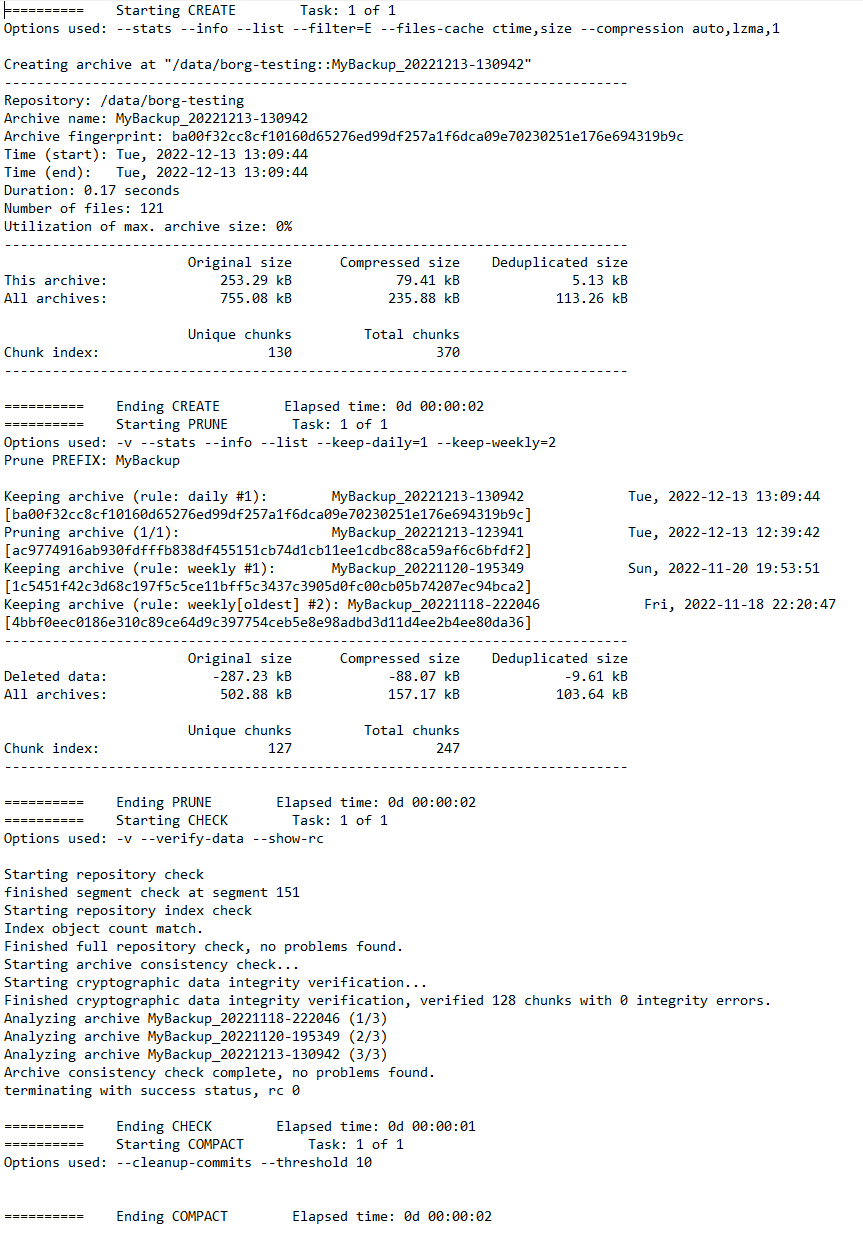 ==========    Starting CREATE        Task: 1 of 1
Options used: --stats --info --list --filter=E --files-cache ctime,size --compression auto,lzma,1

Creating archive at "/data/borg-testing::MyBackup_20221213-130942"
------------------------------------------------------------------------------
Repository: /data/borg-testing
Archive name: MyBackup_20221213-130942
Archive fingerprint: ba00f32cc8cf10160d65276ed99df257a1f6dca09e70230251e176e694319b9c
Time (start): Tue, 2022-12-13 13:09:44
Time (end):   Tue, 2022-12-13 13:09:44
Duration: 0.17 seconds
Number of files: 121
Utilization of max. archive size: 0%
------------------------------------------------------------------------------
                       Original size      Compressed size    Deduplicated size
This archive:              253.29 kB             79.41 kB              5.13 kB
All archives:              755.08 kB            235.88 kB            113.26 kB

                       Unique chunks         Total chunks
Chunk index:                     130                  370
------------------------------------------------------------------------------

==========    Ending CREATE        Elapsed time: 0d 00:00:02
==========    Starting PRUNE        Task: 1 of 1
Options used: -v --stats --info --list --keep-daily=1 --keep-weekly=2
Prune PREFIX: MyBackup

Keeping archive (rule: daily #1):        MyBackup_20221213-130942             Tue, 2022-12-13 13:09:44
[ba00f32cc8cf10160d65276ed99df257a1f6dca09e70230251e176e694319b9c]
Pruning archive (1/1):                   MyBackup_20221213-123941             Tue, 2022-12-13 12:39:42
[ac9774916ab930fdfffb838df455151cb74d1cb11ee1cdbc88ca59af6c6bfdf2]
Keeping archive (rule: weekly #1):       MyBackup_20221120-195349             Sun, 2022-11-20 19:53:51
[1c5451f42c3d68c197f5c5ce11bff5c3437c3905d0fc00cb05b74207ec94bca2]
Keeping archive (rule: weekly[oldest] #2): MyBackup_20221118-222046             Fri, 2022-11-18 22:20:47
[4bbf0eec0186e310c89ce64d9c397754ceb5e8e98adbd3d11d4ee2b4ee80da36]
------------------------------------------------------------------------------
                       Original size      Compressed size    Deduplicated size
Deleted data:             -287.23 kB            -88.07 kB             -9.61 kB
All archives:              502.88 kB            157.17 kB            103.64 kB

                       Unique chunks         Total chunks
Chunk index:                     127                  247
------------------------------------------------------------------------------

==========    Ending PRUNE        Elapsed time: 0d 00:00:02
==========    Starting CHECK        Task: 1 of 1
Options used: -v --verify-data --show-rc

Starting repository check
finished segment check at segment 151
Starting repository index check
Index object count match.
Finished full repository check, no problems found.
Starting archive consistency check...
Starting cryptographic data integrity verification...
Finished cryptographic data integrity verification, verified 128 chunks with 0 integrity errors.
Analyzing archive MyBackup_20221118-222046 (1/3)
Analyzing archive MyBackup_20221120-195349 (2/3)
Analyzing archive MyBackup_20221213-130942 (3/3)
Archive consistency check complete, no problems found.
terminating with success status, rc 0

==========    Ending CHECK        Elapsed time: 0d 00:00:01
==========    Starting COMPACT        Task: 1 of 1
Options used: --cleanup-commits --threshold 10


==========    Ending COMPACT        Elapsed time: 0d 00:00:02